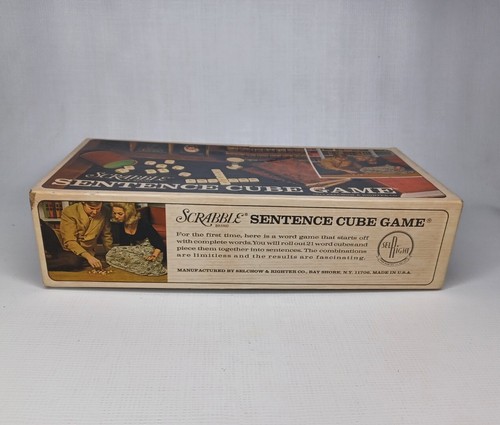 SCRABBLE
SENTENCE CUBE GAME
SCRABBLE® SENTENCE CUBE GAME®
BRAND
For the first time, here is a word game that starts off
with complete words. You will roll out 21 word cubes and
piece them together into sentences. The combinations
are limitless and the results are fascinating.
MANUFACTURED BY SELCHOW & RIGHTER CO., BAY SHORE, N.Y. 11706, MADE IN U.S.A.
SELRIGHT